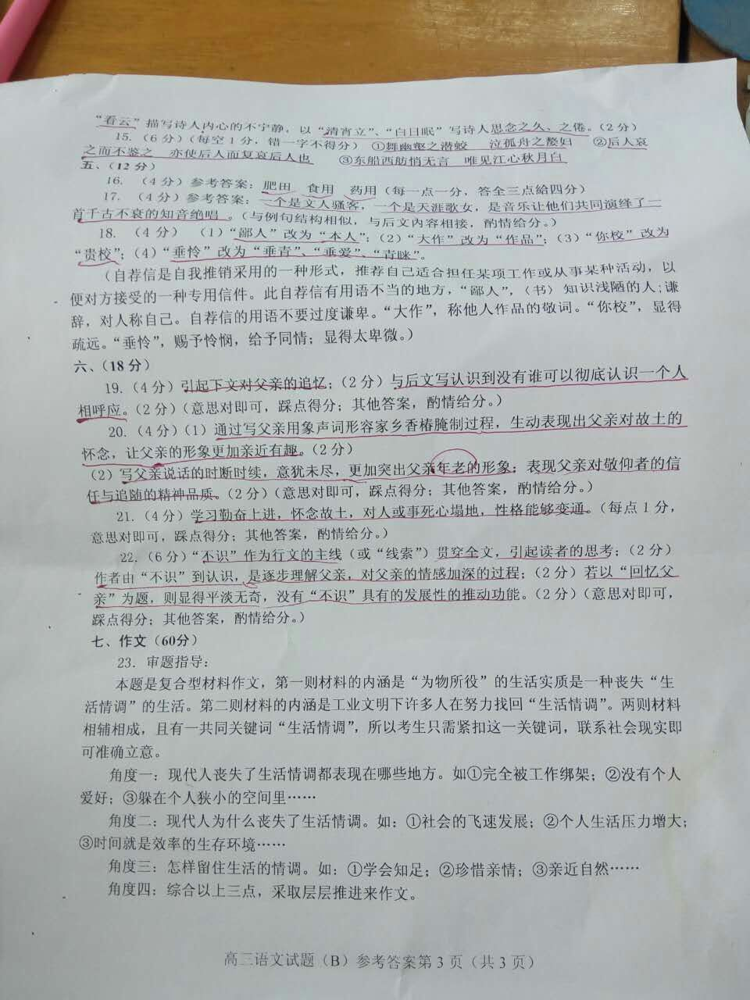 “看云”描写诗人内心的不宁静，以“清宵立”、“白日眠”写诗人思念之久、之倦。（2分）
15.（6分）（每空1分，错一字不得分）①舞幽壑之潜蛟 泣孤舟之嫠妇 ②后人哀
之而不鉴之 亦使后人而复哀后人也 ③东船西舫悄无言 唯见江心秋月白
五、（12分）
16. （4分）参考答案：肥田 食用 药用（每一点一分，答全三点給四分）
17. （4分）参考答案：一个是文人骚客，一个是天涯歌女，是音乐让他们共同演绎了一
首千古不衰的知音绝唱 。（与例句结构相似，与后文内容相接，酌情给分。）
18. （4分） （1）“鄙人”改为“本人”；（2）“大作”改为“作品”；（3）“你校”改为
“贵校”；（4）“垂怜”改为“垂青”、“垂爱”、“青睐”。
（自荐信是自我推销采用的一种形式，推荐自己适合担任某项工作或从事某种活动，以
便对方接受的一种专用信件。此自荐信有用语不当的地方，“鄙人”，（书）知识浅陋的人；谦
辞，对人称自己。自荐信的用语不要过度谦卑。“大作”，称他人作品的敬词。“你校”，显得
疏远。“垂怜”，赐予怜悯，给予同情；显得太卑微。）
六、（18分）
19.（4分）引起下文对父亲的追忆；（2分）与后文写认识到没有谁可以彻底认识一个人
相呼应。（2分）（意思对即可，踩点得分；其他答案，酌情给分。）
20.（4分）（1）通过写父亲用象声词形容家乡香椿腌制过程，生动表现出父亲对故土的
怀念，让父亲的形象更加亲近有趣。（2分）
（2）写父亲说话的时断时续，意犹未尽，更加突出父亲年老的形象；表现父亲对敬仰者的信
任与追随的精神品质。（2分）（意思对即可，踩点得分；其他答案，酌情给分。）
21.（4分）学习勤奋上进，怀念故土，对人或事死心塌地，性格能够变通。（每点1分，
意思对即可，踩点得分；其他答案，酌情给分。）
22.（6分）“不识”作为行文的主线（或“线索”）贯穿全文，引起读者的思考；（2分）
作者由“不识”到认识，是逐步理解父亲，对父亲的情感加深的过程；（2分）若以“回忆父
亲”为题，则显得平淡无奇，没有“不识”具有的发展性的推动功能。（2分）（意思对即可，
踩点得分；其他答案，酌情给分。）
七、作文（60分）
23. 审题指导：
本题是复合型材料作文，第一则材料的内涵是“为物所役”的生活实质是一种丧失“生
活情调”的生活。第二则材料的内涵是工业文明下许多人在努力找回“生活情调”。两则材料
相辅相成，且有一共同关键词“生活情调”，所以考生只需紧扣这一关键词，联系社会现实即
可准确立意。
角度一：现代人丧失了生活情调都表现在哪些地方。如①完全被工作绑架；②没有个人
爱好；③躲在个人狭小的空间里……
角度二：现代人为什么丧失了生活情调。如：①社会的飞速发展；②个人生活压力增大；
③时间就是效率的生存环境……
角度三：怎样留住生活的情调。如：①学会知足；②珍惜亲情；③亲近自然……
角度四：综合以上三点，采取层层推进来作文。
高三语文试题（B）参考答案第3页（共3页）